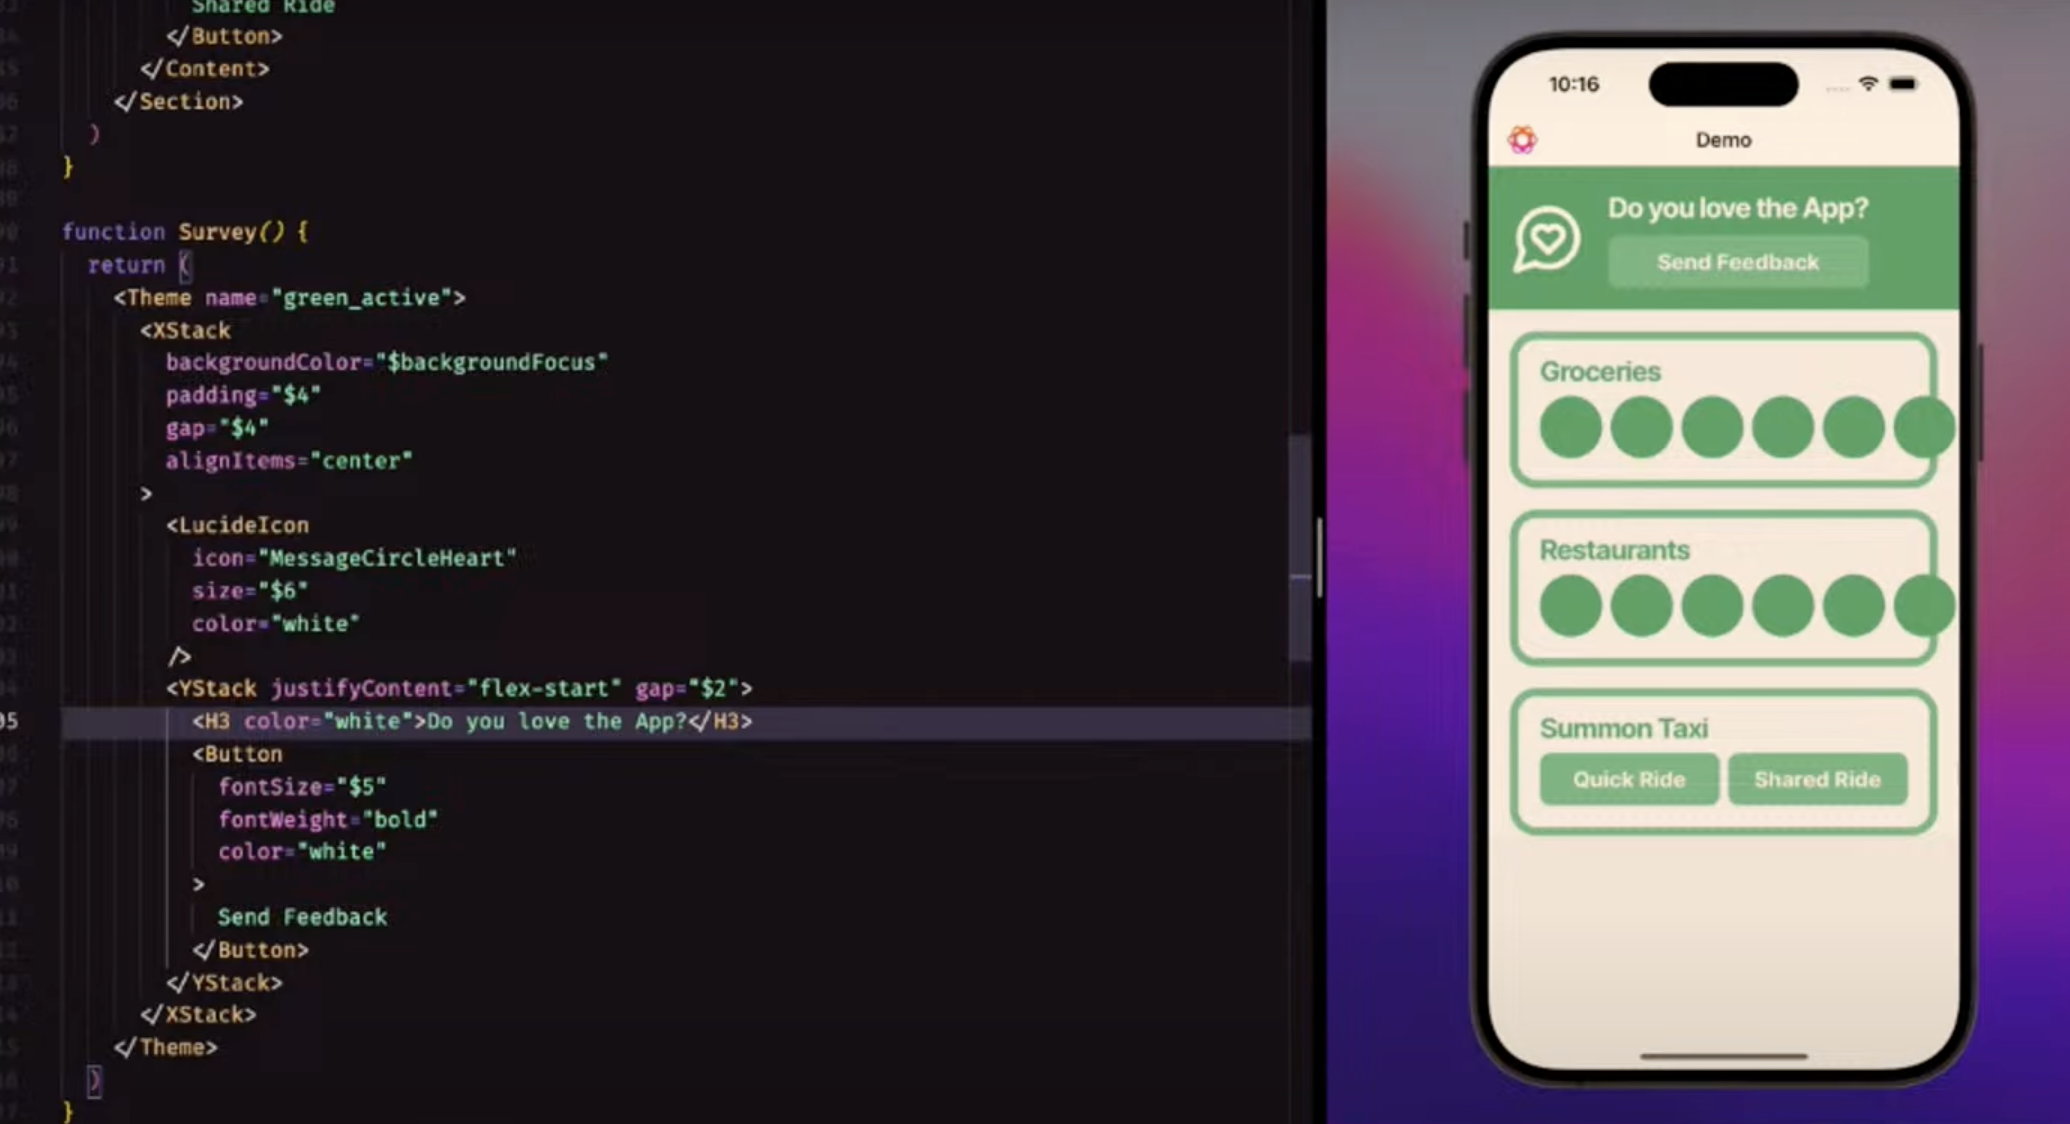 Shared Ride
</Button>
</Content>
</Section>
)
}
function Survey() {
return (
<Theme name="green_active">
<XStack
backgroundColor="$backgroundFocus"
padding="$4"
gap="$4"
alignItems="center"
>
<LucideIcon
icon="MessageCircleHeart"
size="$6"
color="white"
/>
<YStack justifyContent="flex-start" gap="$2">
<H3 color="white">Do you love the App?</H3>
<Button
fontSize="$5"
fontWeight="bold"
color="white"
>
Send Feedback
</Button>
</YStack>
</XStack>
</Theme>
)
}
10:16
Demo
Do you love the App?
Send Feedback
Groceries
Restaurants
Summon Taxi
Quick Ride
Shared Ride